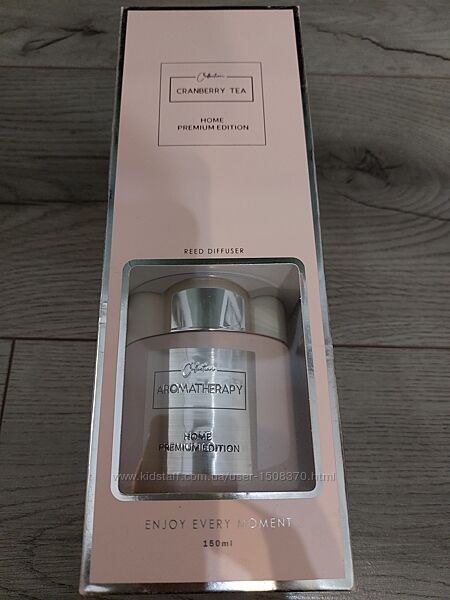 Collection
CRANBERRY TEA
HOME
PREMIUM EDITION
REED DIFFUSER
Collection
AROMATHERAPY
HOME
PREMIUM EDITION
www.kidstaff.com.ua/user-1508370.html
ENJOY EVERY MOMENT
150ml